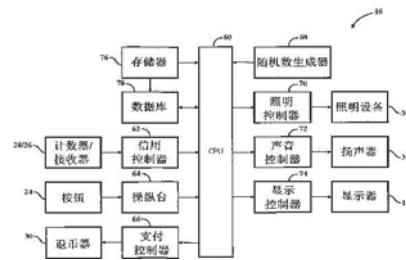 16
60
68
76
存储器
随机数生成器
78
70
数据库
照明
控制器
照明设备
28/26
计数器/
接收器
信用
控制器
CPU
72
声音
控制器
扬声器
24
按钮
64
操纵台
74
显示
控制器
显示器
30
退币器
66
支付
控制器